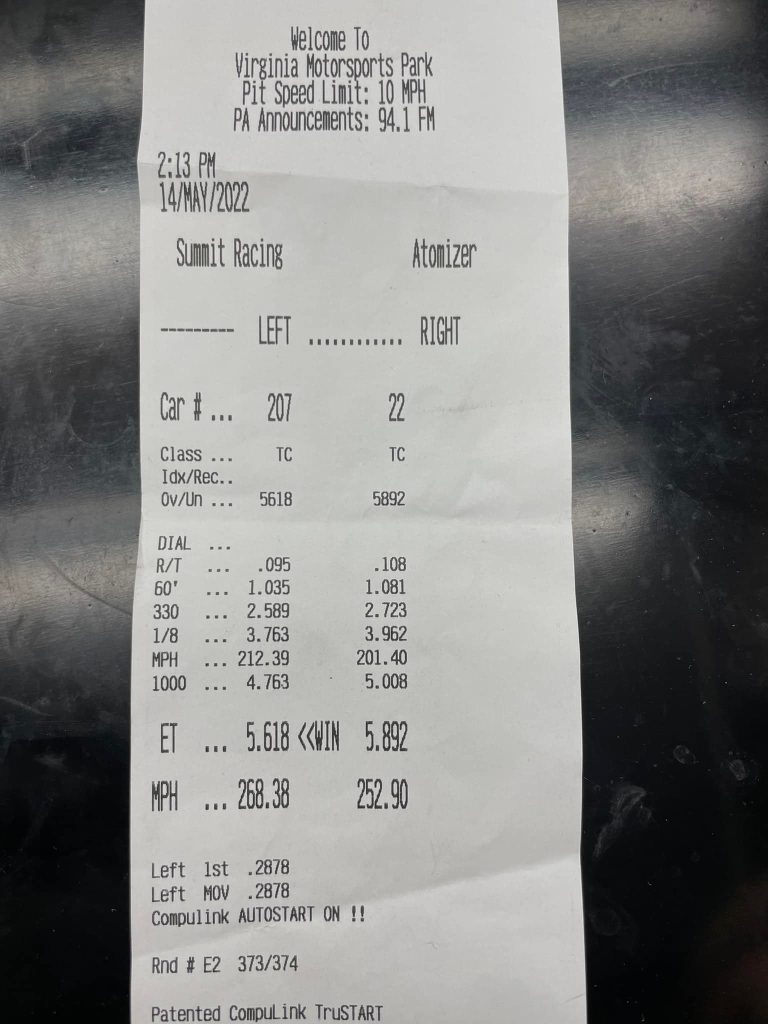 Welcome To
Virginia Motorsports Park
Pit Speed Limit: 10 MPH
PA Announcements: 94.1 FM
2:13 PM
14/MAY/2022
Summit Racing Atomizer
--------- LEFT ............ RIGHT
Car # ... 207 22
Class ... TC TC
Idx/Rec..
Ov/Un ... 5618 5892
DIAL ...
R/T ... .095 .108
60' ... 1.035 1.081
330 ... 2.589 2.723
1/8 ... 3.763 3.962
MPH ... 212.39 201.40
1000 ... 4.763 5.008
ET ... 5.618 <<WIN 5.892
MPH ... 268.38 252.90
Left 1st .2878
Left MOV .2878
Compulink AUTOSTART ON !!
Rnd # E2 373/374
Patented CompuLink TruSTART